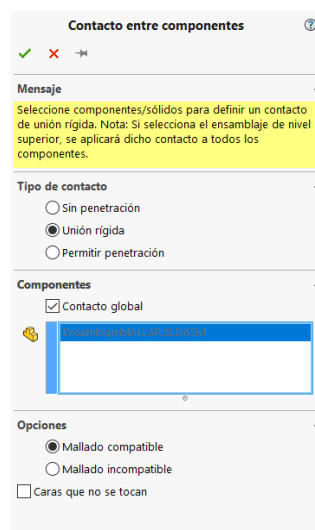 Contacto entre componentes
Mensaje
Seleccione componentes/sólidos para definir un contacto
de unión rígida. Nota: Si selecciona el ensamblaje de nivel
superior, se aplicará dicho contacto a todos los
componentes.
Tipo de contacto
Sin penetración
Unión rígida
Permitir penetración
Componentes
Contacto global
EnsamblajeMALLAR.SLDASM
Opciones
Mallado compatible
Mallado incompatible
Caras que no se tocan